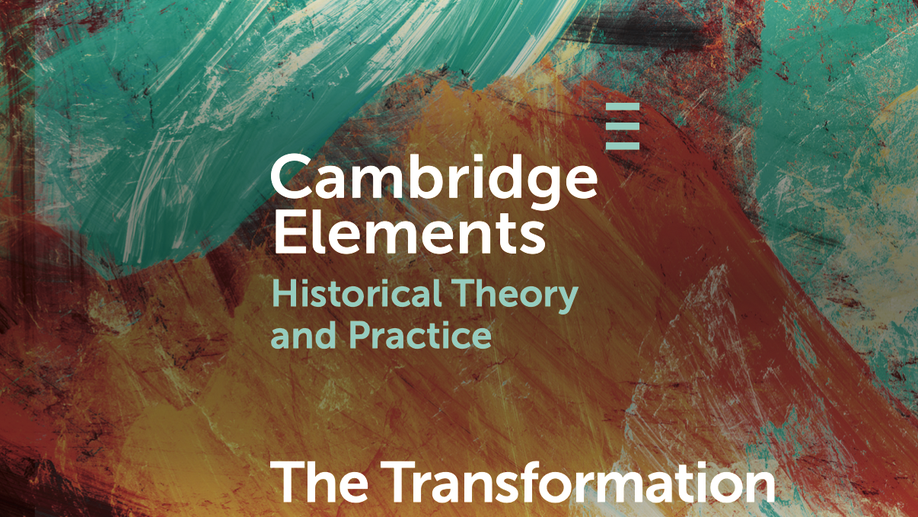 Cambridge
Elements
Historical Theory
and Practice
The Transformation